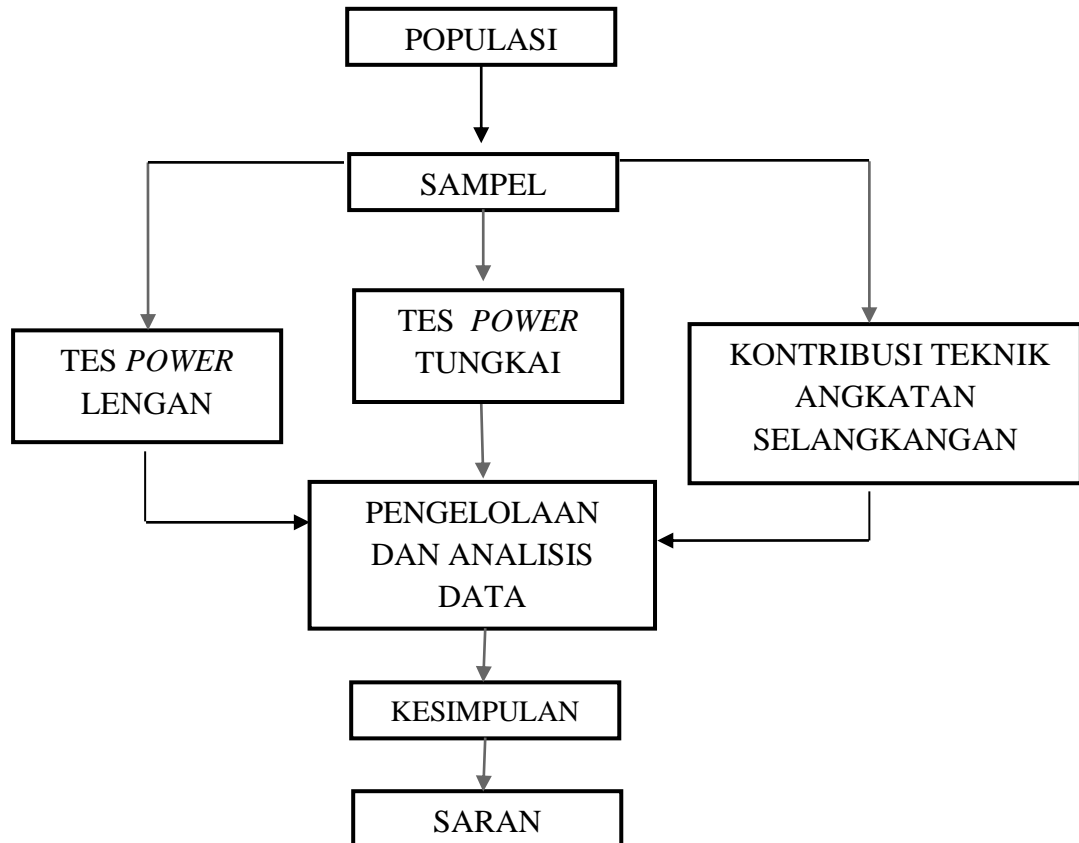 POPULASI
SAMPEL
TES POWER
LENGAN
TES POWER
TUNGKAI
KONTRIBUSI TEKNIK
ANGKATAN
SELANGKANGAN
PENGELOLAAN
DAN ANALISIS
DATA
KESIMPULAN
SARAN